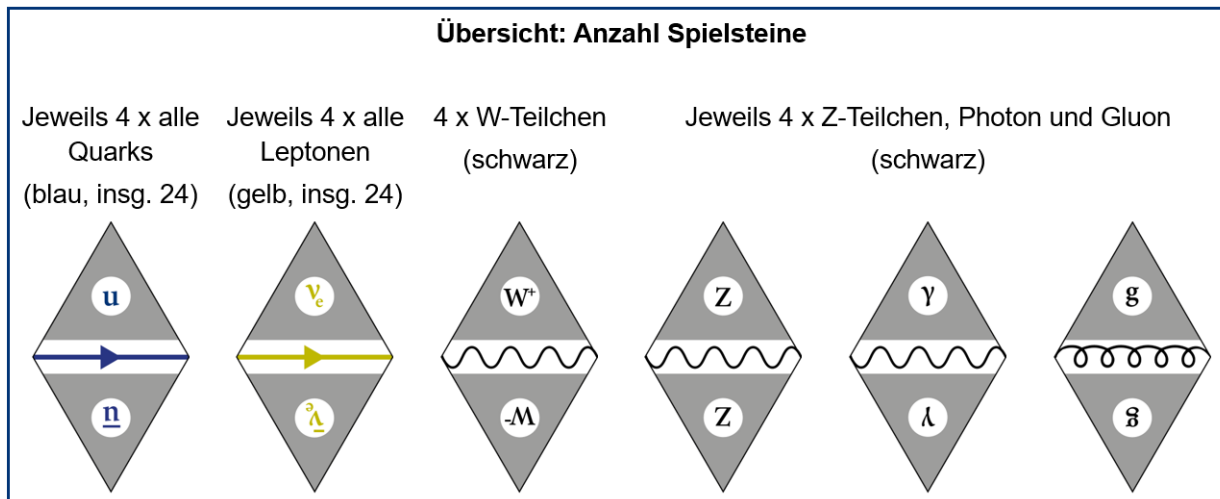 Übersicht: Anzahl Spielsteine
Jeweils 4 x alle
Quarks
(blau, insg. 24)
Jeweils 4 x alle
Leptonen
(gelb, insg. 24)
4 x W-Teilchen
(schwarz)
Jeweils 4 x Z-Teilchen, Photon und Gluon
(schwarz)
u
νₑ
W⁺
Z
γ
g
u̅
ν̅ₑ
W⁻
Z
γ
g